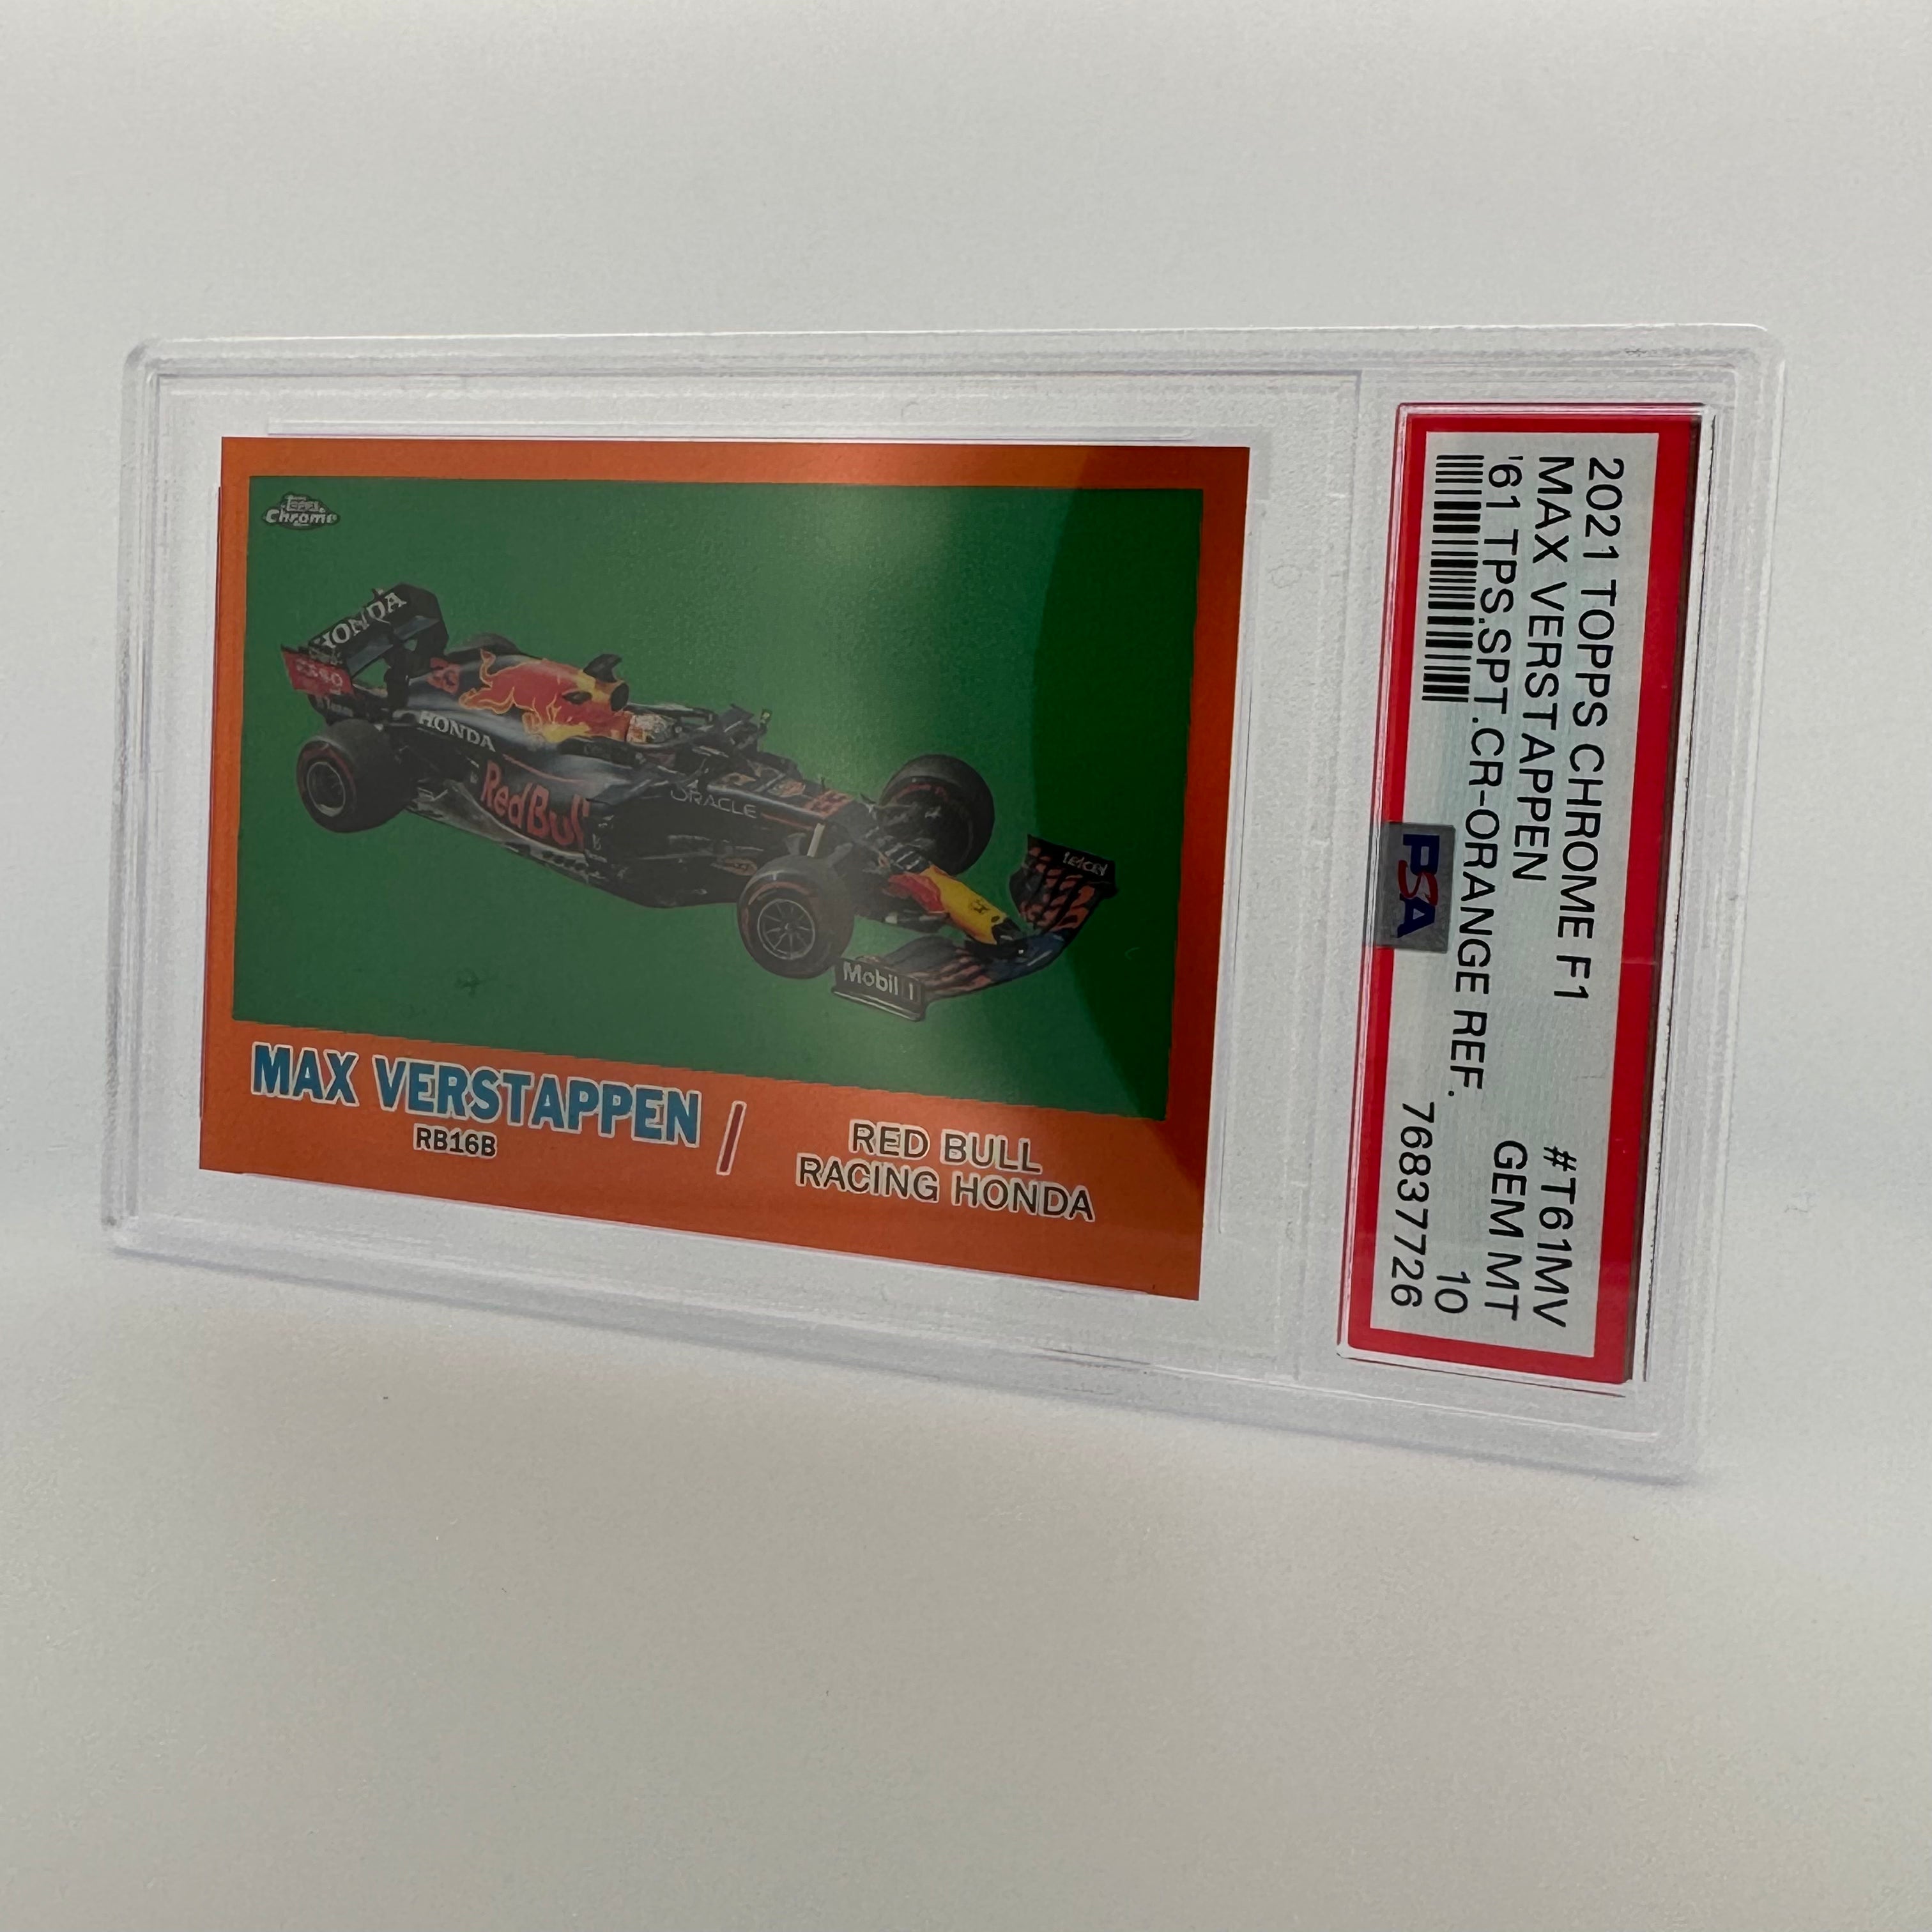 Topps
Chrome
HONDA
HONDA
Red Bull
ORACLE
Mobil 1
MAX VERSTAPPEN /
RB16B
RED BULL
RACING HONDA
2021 TOPPS CHROME F1 #T61MV
MAX VERSTAPPEN GEM MT
'61 TPS.SPT.CR-ORANGE REF. 10
PSA 76837726